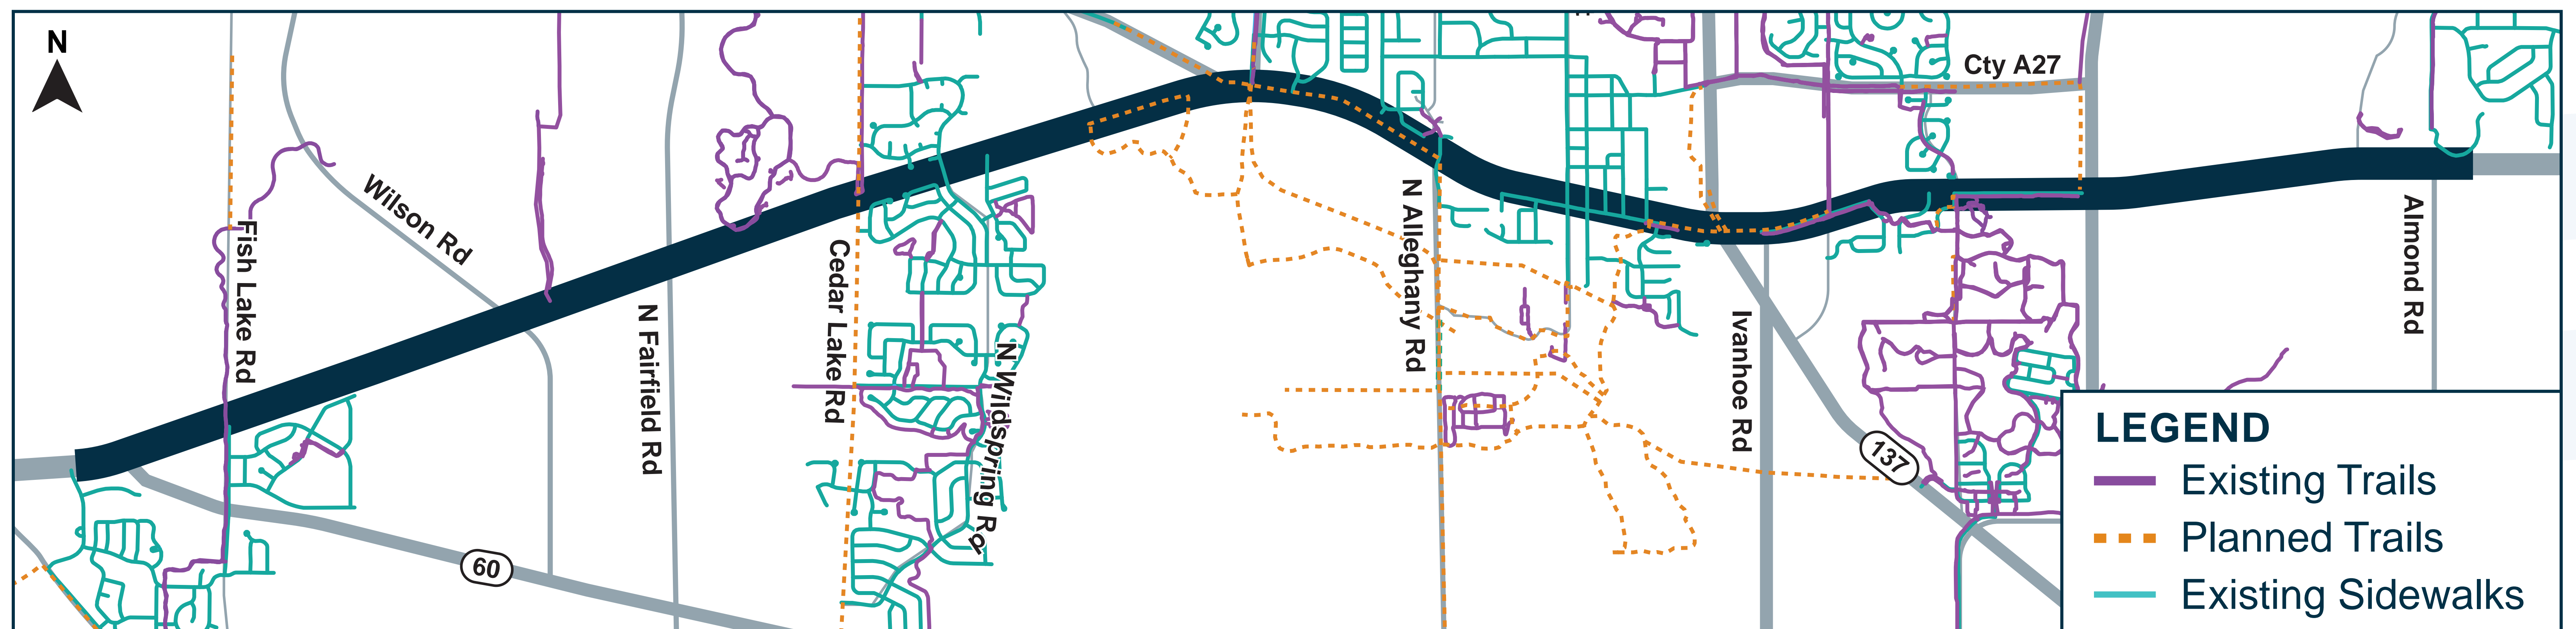 N
Cty A27
Wilson Rd
Fish Lake Rd
N Fairfield Rd
Cedar Lake Rd
N Wildspring Rd
N Alleghany Rd
Ivanhoe Rd
Almond Rd
137
60
LEGEND
Existing Trails
Planned Trails
Existing Sidewalks